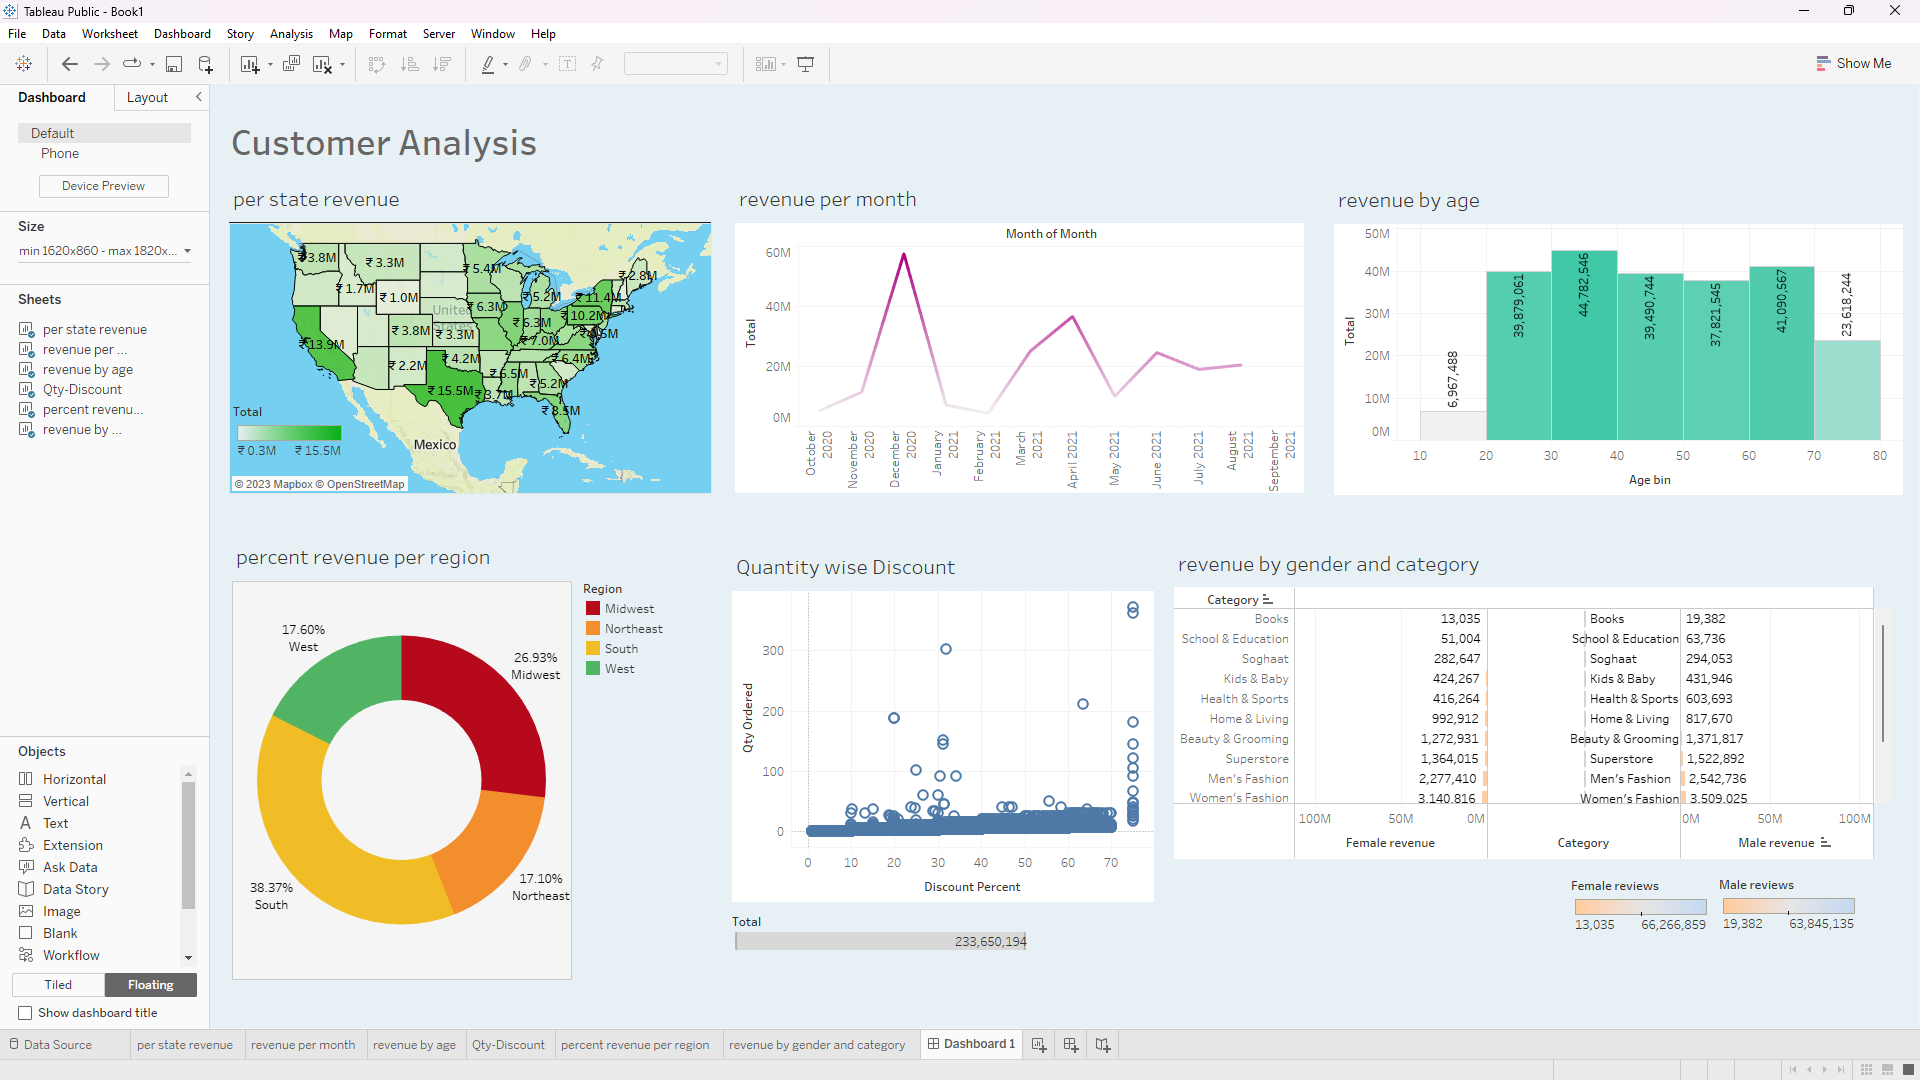 Tableau Public - Book1
File Data Worksheet Dashboard Story Analysis Map Format Server Window Help
Show Me
Dashboard Layout
Default
Phone
Device Preview
Size
min 1620x860 - max 1820x...
Sheets
per state revenue
revenue per ...
revenue by age
Qty-Discount
percent revenu...
revenue by ...
Objects
Horizontal
Vertical
Text
Extension
Ask Data
Data Story
Image
Blank
Workflow
Tiled Floating
Show dashboard title
Customer Analysis
per state revenue
₹ 3.8M
₹ 3.3M
₹ 5.4M
₹ 2.8M
₹ 1.7M
₹ 1.0M
₹ 5.2M
₹ 11.4M
United
States
₹ 6.3M
₹ 10.2M
₹ 6.3M
₹ 3.8M
₹ 3.3M
₹ 7.0M
₹ 13.9M
₹ 2.2M
₹ 4.2M
₹ 6.4M
₹ 6.5M
₹ 5.2M
₹ 15.5M
₹ 3.7M
₹ 8.5M
Total
₹ 0.3M ₹ 15.5M
Mexico
© 2023 Mapbox © OpenStreetMap
revenue per month
Month of Month
Total
60M
40M
20M
0M
October 2020
November 2020
December 2020
January 2021
February 2021
March 2021
April 2021
May 2021
June 2021
July 2021
August 2021
September 2021
revenue by age
Total
50M
40M
30M
20M
10M
0M
6,967,488
39,879,061
44,782,546
39,490,744
37,821,545
41,090,567
23,618,244
10 20 30 40 50 60 70 80
Age bin
percent revenue per region
17.60%
West
26.93%
Midwest
38.37%
South
17.10%
Northeast
Region
Midwest
Northeast
South
West
Quantity wise Discount
Qty Ordered
300
200
100
0
0 10 20 30 40 50 60 70
Discount Percent
Total
233,650,194
revenue by gender and category
Category
Books 13,035 Books 19,382
School & Education 51,004 School & Education 63,736
Soghaat 282,647 Soghaat 294,053
Kids & Baby 424,267 Kids & Baby 431,946
Health & Sports 416,264 Health & Sports 603,693
Home & Living 992,912 Home & Living 817,670
Beauty & Grooming 1,272,931 Beauty & Grooming 1,371,817
Superstore 1,364,015 Superstore 1,522,892
Men's Fashion 2,277,410 Men's Fashion 2,542,736
Women's Fashion 3,140,816 Women's Fashion 3,509,025
100M 50M 0M 0M 50M 100M
Female revenue Category Male revenue
Female reviews Male reviews
13,035 66,266,859 19,382 63,845,135
Data Source per state revenue revenue per month revenue by age Qty-Discount percent revenue per region revenue by gender and category Dashboard 1